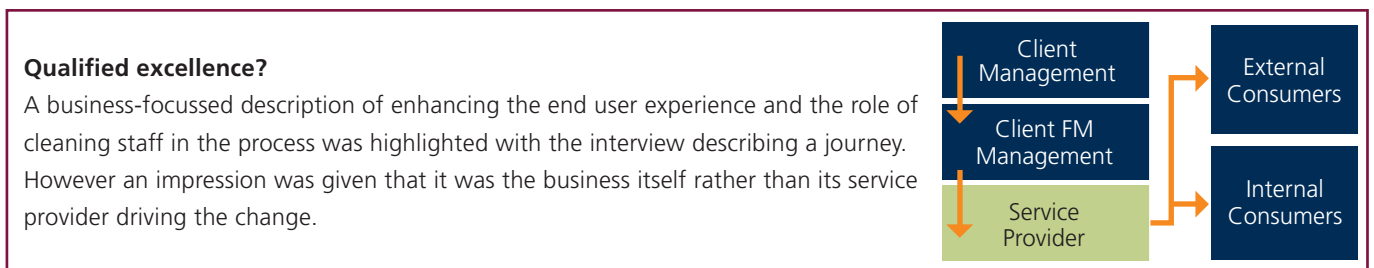 Qualified excellence?
A business-focussed description of enhancing the end user experience and the role of
cleaning staff in the process was highlighted with the interview describing a journey.
However an impression was given that it was the business itself rather than its service
provider driving the change.
Client
Management
Client FM
Management
Service
Provider
External
Consumers
Internal
Consumers